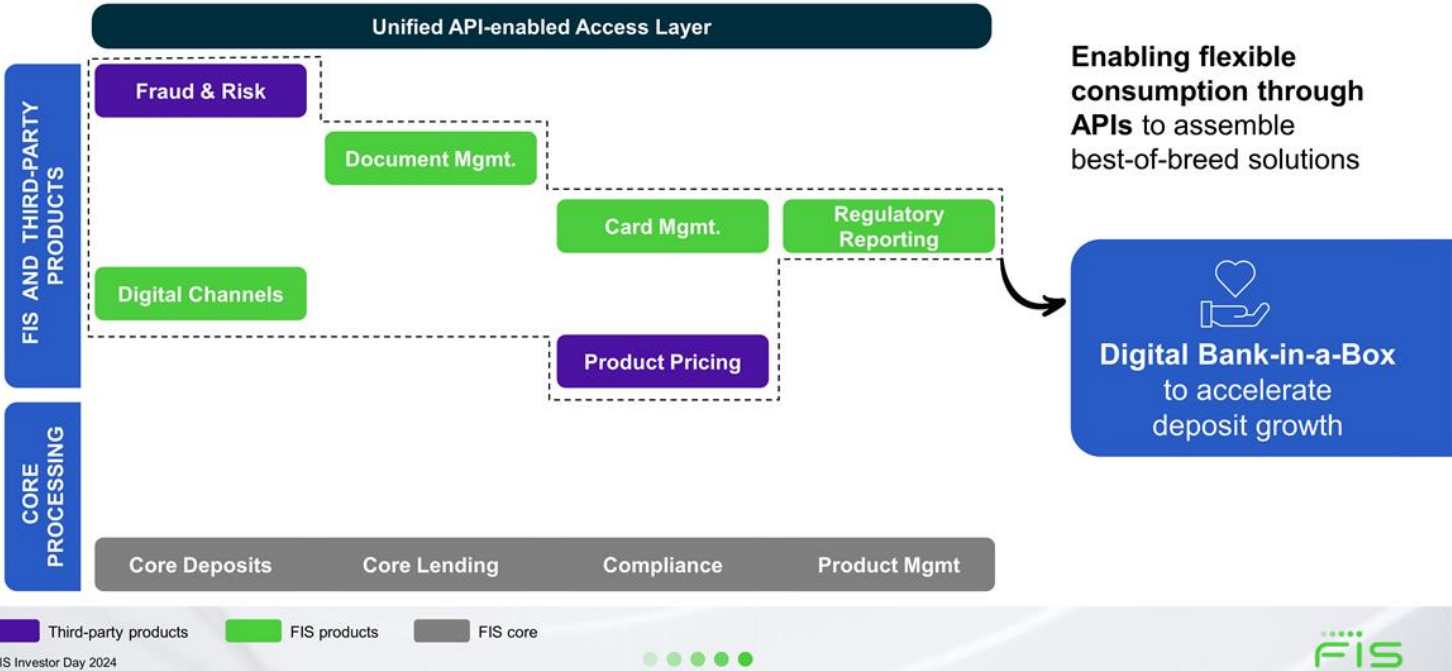 Unified API-enabled Access Layer
FIS AND THIRD-PARTY
PRODUCTS
Fraud & Risk
Document Mgmt.
Card Mgmt.
Regulatory
Reporting
Digital Channels
Product Pricing
Enabling flexible
consumption through
APIs to assemble
best-of-breed solutions
Digital Bank-in-a-Box
to accelerate
deposit growth
CORE
PROCESSING
Core Deposits
Core Lending
Compliance
Product Mgmt
Third-party products
FIS products
FIS core
IS Investor Day 2024
FIS